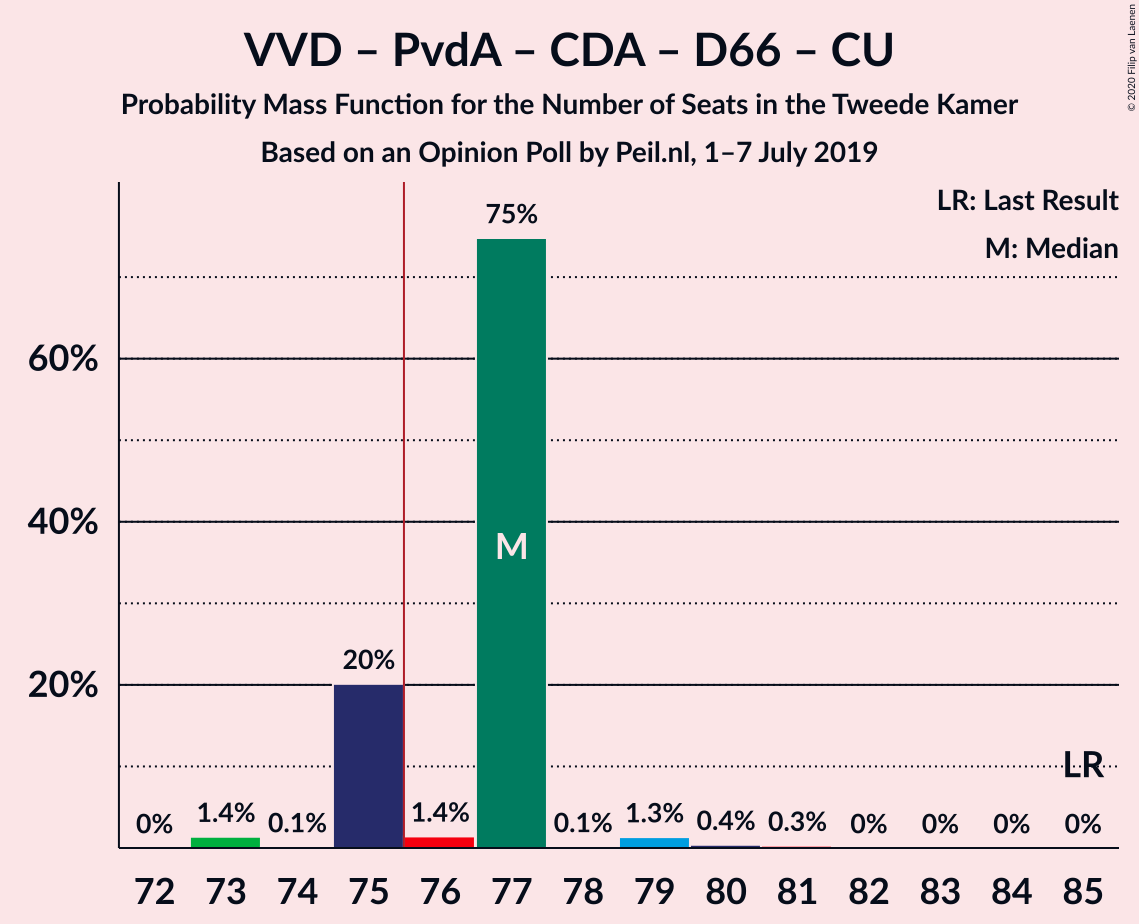 VVD – PvdA – CDA – D66 – CU
Probability Mass Function for the Number of Seats in the Tweede Kamer
Based on an Opinion Poll by Peil.nl, 1–7 July 2019
© 2020 Filip van Laenen
LR: Last Result
M: Median
75%
60%
M
40%
20%
20%
LR
0%
1.4%
0.1%
1.4%
0.1%
1.3%
0.4%
0.3%
0%
0%
0%
0%
72 73 74 75 76 77 78 79 80 81 82 83 84 85